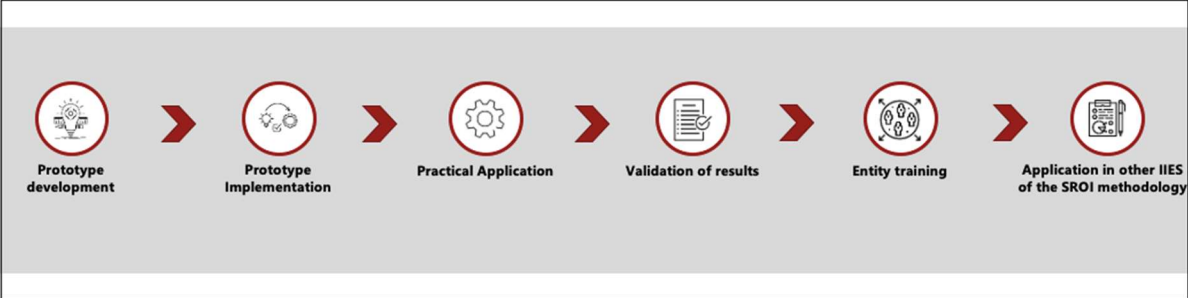 Prototype
development
Prototype
Implementation
Practical Application
Validation of results
Entity training
Application in other IIES
of the SROI methodology